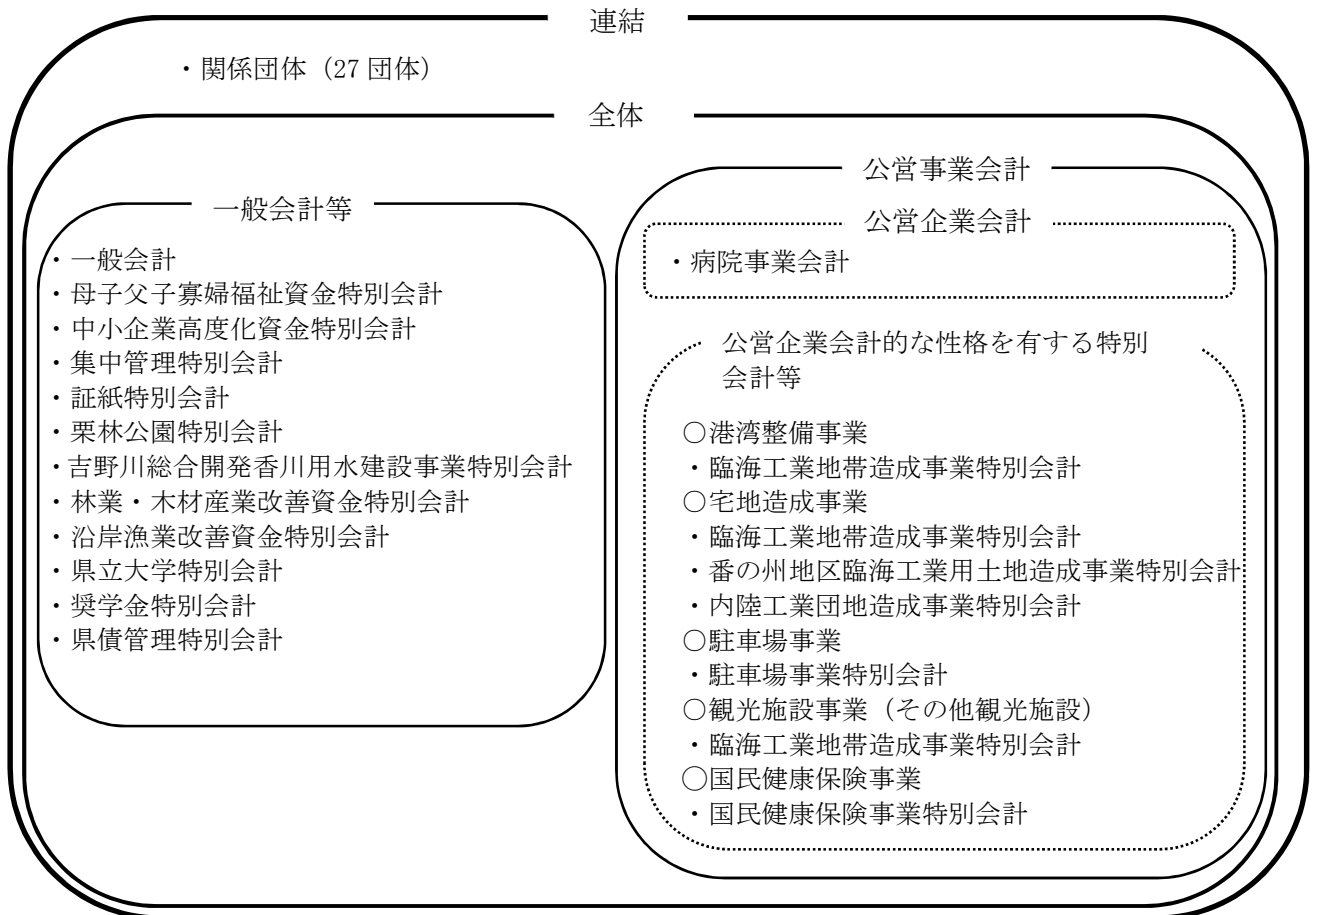 連結
・関係団体（27 団体）
全体
一般会計等
・一般会計
・母子父子寡婦福祉資金特別会計
・中小企業高度化資金特別会計
・集中管理特別会計
・証紙特別会計
・栗林公園特別会計
・吉野川総合開発香川用水建設事業特別会計
・林業・木材産業改善資金特別会計
・沿岸漁業改善資金特別会計
・県立大学特別会計
・奨学金特別会計
・県債管理特別会計
公営事業会計
公営企業会計
・病院事業会計
公営企業会計的な性格を有する特別
会計等
○港湾整備事業
・臨海工業地帯造成事業特別会計
○宅地造成事業
・臨海工業地帯造成事業特別会計
・番の州地区臨海工業用土地造成事業特別会計
・内陸工業団地造成事業特別会計
○駐車場事業
・駐車場事業特別会計
○観光施設事業（その他観光施設）
・臨海工業地帯造成事業特別会計
○国民健康保険事業
・国民健康保険事業特別会計